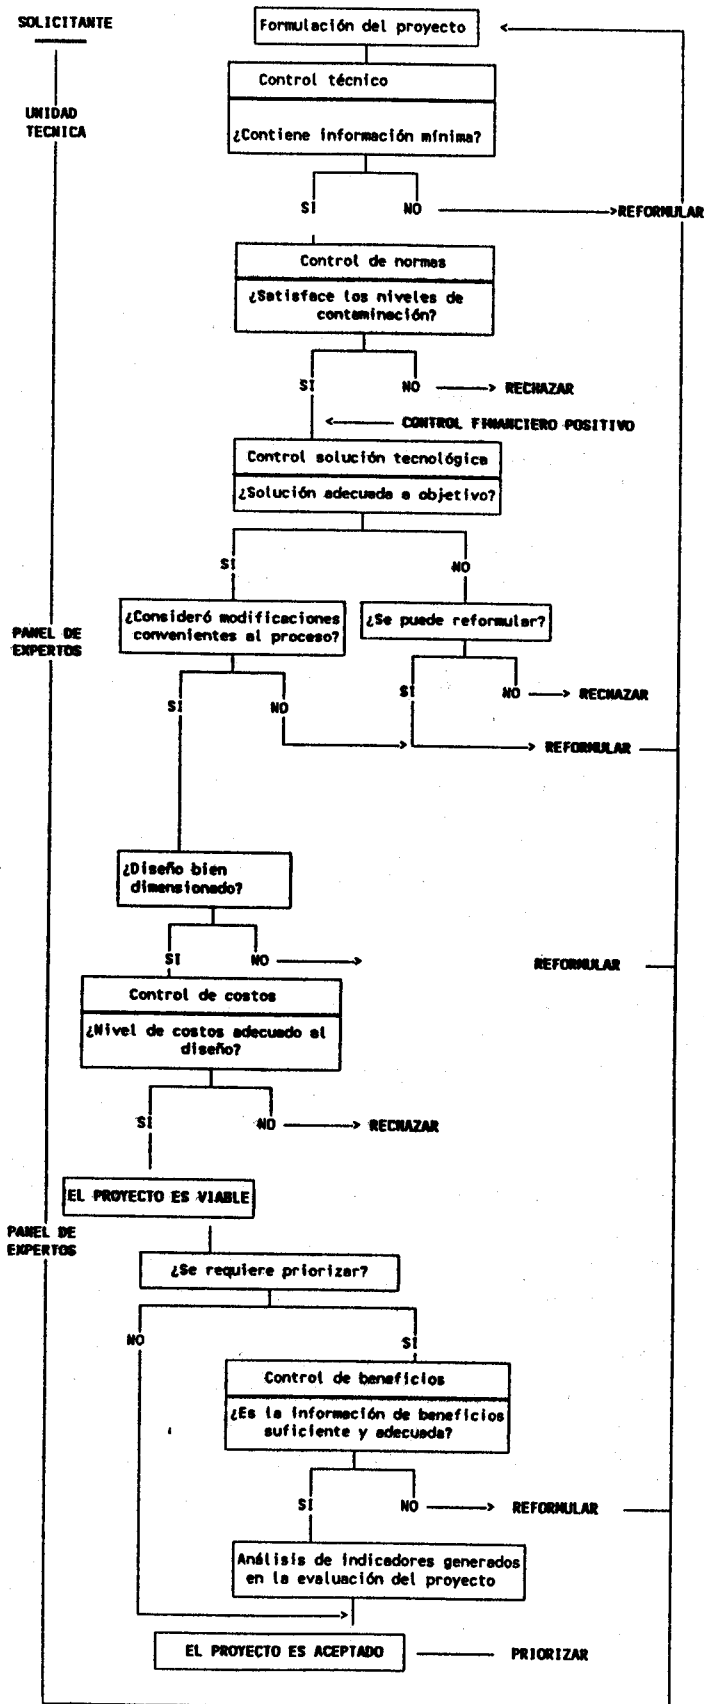 SOLICITANTE
Formulación del proyecto
Control técnico
UNIDAD
TECNICA
¿Contiene información mínima?
SI
NO
REFORMULAR
Control de normas
¿Satisface los niveles de
contaminación?
SI
NO
RECHAZAR
CONTROL FINANCIERO POSITIVO
Control solución tecnológica
¿Solución adecuada a objetivo?
SI
NO
PANEL DE
EXPERTOS
¿Consideró modificaciones
convenientes al proceso?
¿Se puede reformular?
SI
NO
SI
NO
RECHAZAR
REFORMULAR
¿Diseño bien
dimensionado?
SI
NO
REFORMULAR
Control de costos
¿Nivel de costos adecuado al
diseño?
SI
NO
RECHAZAR
EL PROYECTO ES VIABLE
PANEL DE
EXPERTOS
¿Se requiere priorizar?
NO
SI
Control de beneficios
¿Es la información de beneficios
suficiente y adecuada?
SI
NO
REFORMULAR
Análisis de indicadores generados
en la evaluación del proyecto
EL PROYECTO ES ACEPTADO
PRIORIZAR